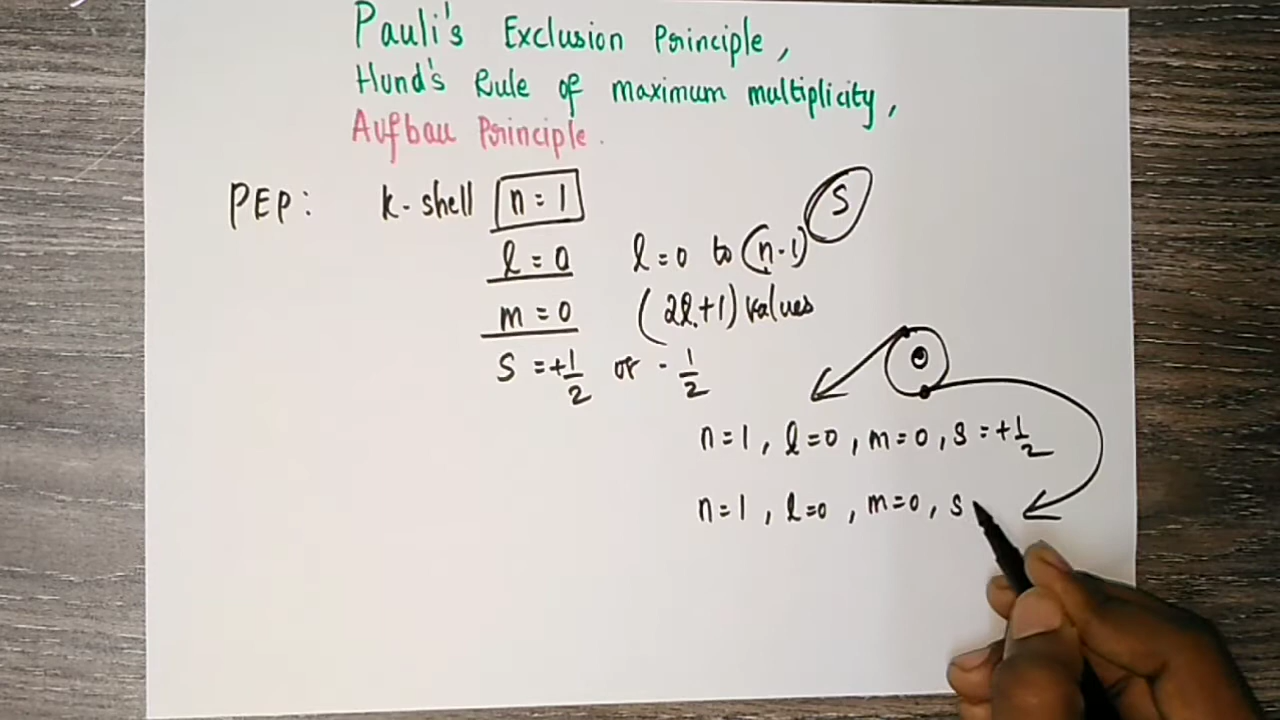 Pauli's Exclusion Principle,
Hund's Rule of maximum multiplicity,
Aufbau Principle.
PEP: K-shell n=1
S
l=0 l=0 to (n-1)
m=0 (2l+1) values
S=+1/2 or -1/2
n=1, l=0, m=0, s=+1/2
n=1, l=0, m=0, s